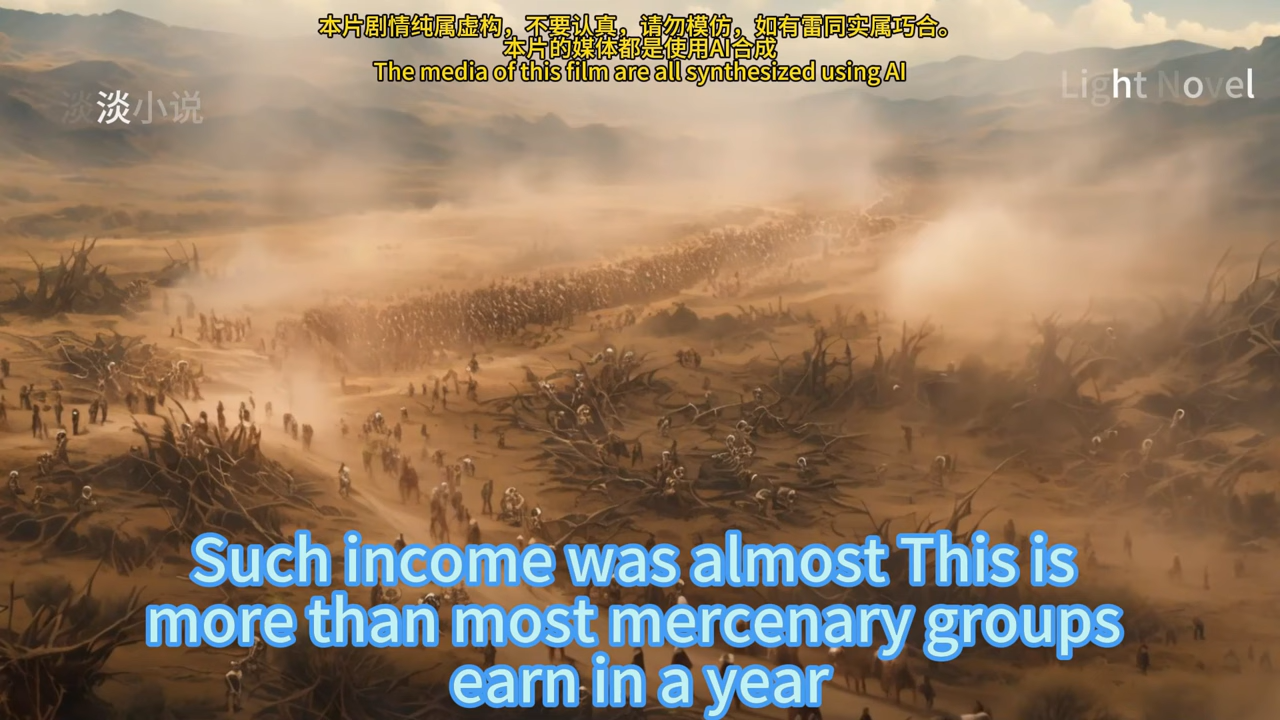 本片剧情纯属虚构，不要认真，请勿模仿，如有雷同实属巧合。
本片的媒体都是使用AI合成
The media of this film are all synthesized using AI
淡淡小说
Light Novel
Such income was almost This is
more than most mercenary groups
earn in a year